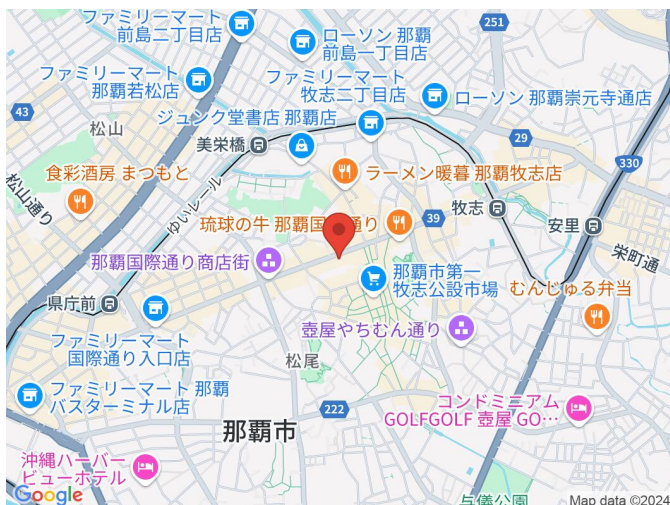 ファミリーマート
前島二丁目店
ローソン 那覇
前島一丁目店
251
ファミリーマート
那覇若松店
ファミリーマート
牧志二丁目店
ローソン 那覇崇元寺通店
43
松山
ジュンク堂書店 那覇店
美栄橋
29
330
食彩酒房 まつもと
ラーメン暖暮 那覇牧志店
松山通り
ゆいレール
琉球の牛 那覇国
通り
39
牧志
安里
栄町通
那覇国際通り商店街
那覇市第一
牧志公設市場
むんじゅる弁当
県庁前
ファミリーマート
国際通り入口店
壺屋やちむん通り
松尾
ファミリーマート 那覇
バスターミナル店
222
コンドミニアム
GOLFGOLF 壺屋 GO…
那覇市
沖縄ハーバー
ビューホテル
Google
与儀公園
Map data ©2024